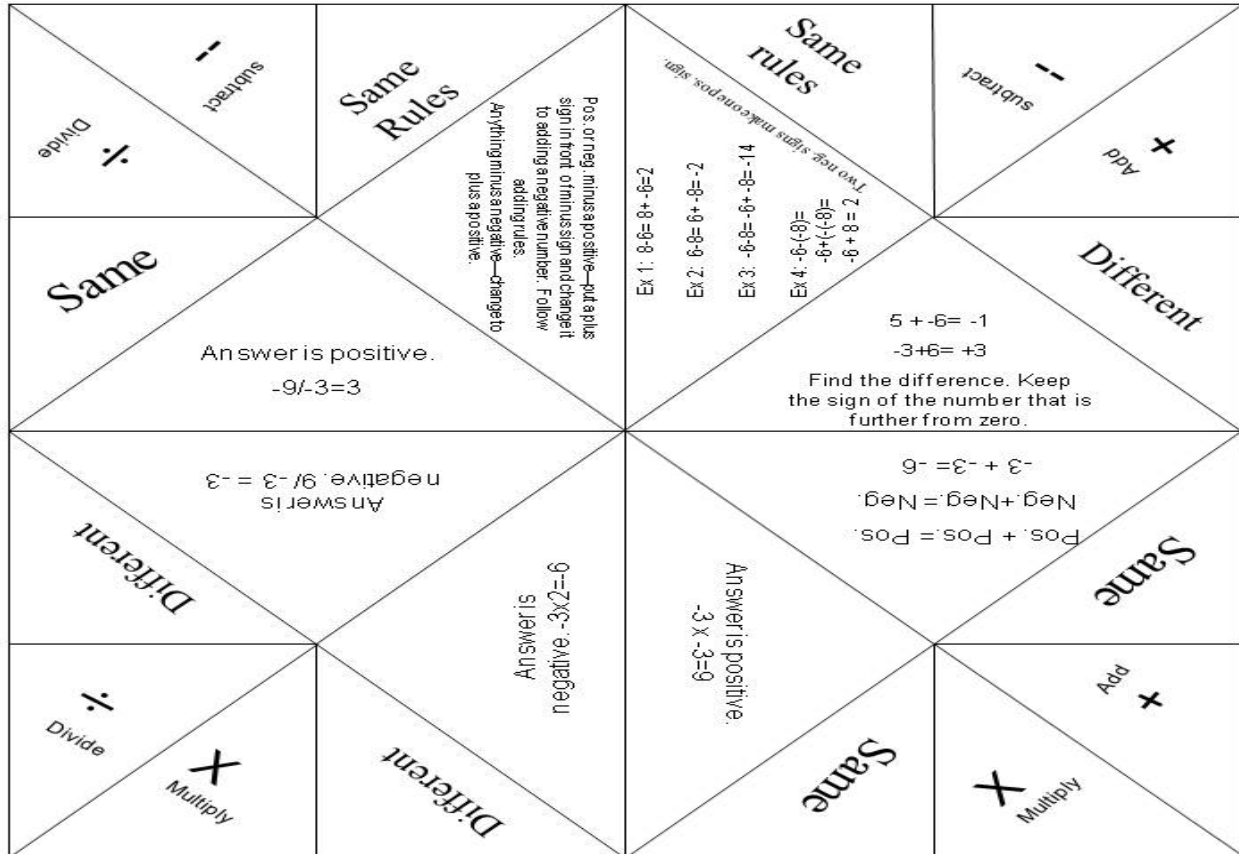 --
subtract
÷
Divide
Same
Rules
Pos. or neg. minus a positive—put a plus
sign in front of minus sign and change it
to adding a negative number. Follow
adding rules.
Anything minus a negative—change to
plus a positive.
Same
rules
Two neg. signs make one pos. sign.
Ex 1: 8-6= 8 + -6=2
Ex 2: 6-8= 6+ -8= -2
Ex 3: -6-8= -6+ -8= -14
Ex 4: -6-(-8)=
-6+-(-8)=
-6 + 8 = 2
--
subtract
+
Add
Same
Answer is positive.
-9/-3=3
Different
5 + -6= -1
-3+6= +3
Find the difference. Keep
the sign of the number that is
further from zero.
Different
Answer is
negative. 9/ -3 = -3
Same
Pos. + Pos.= Pos.
Neg.+Neg.= Neg.
-3 + -3= -6
÷
Divide
X
Multiply
Different
Answer is
negative. -3x2=-6
Answer is positive.
-3 x -3=9
Same
Add
+
X
Multiply